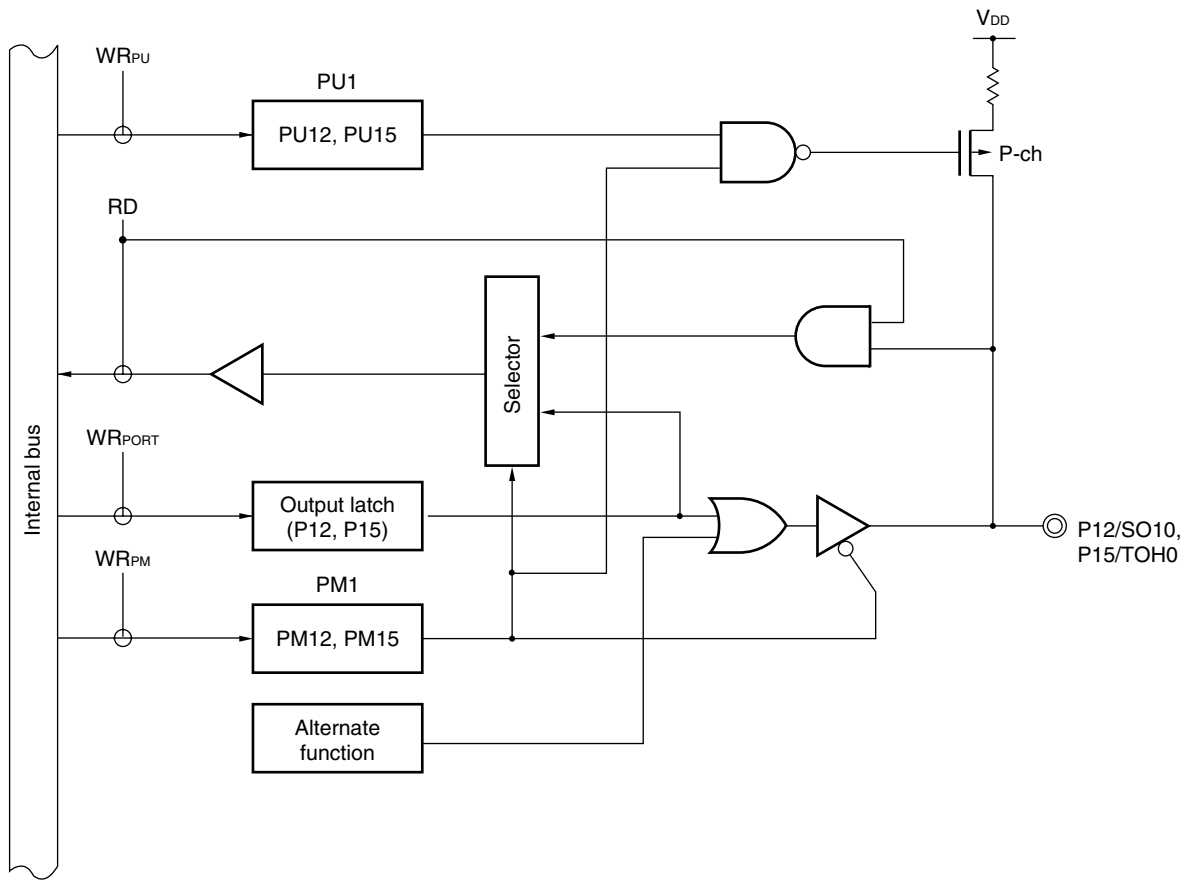 VDD
WRPU
PU1
PU12, PU15
P-ch
RD
Selector
Internal bus
WRPORT
Output latch
(P12, P15)
P12/SO10,
P15/TOH0
WRPM
PM1
PM12, PM15
Alternate
function